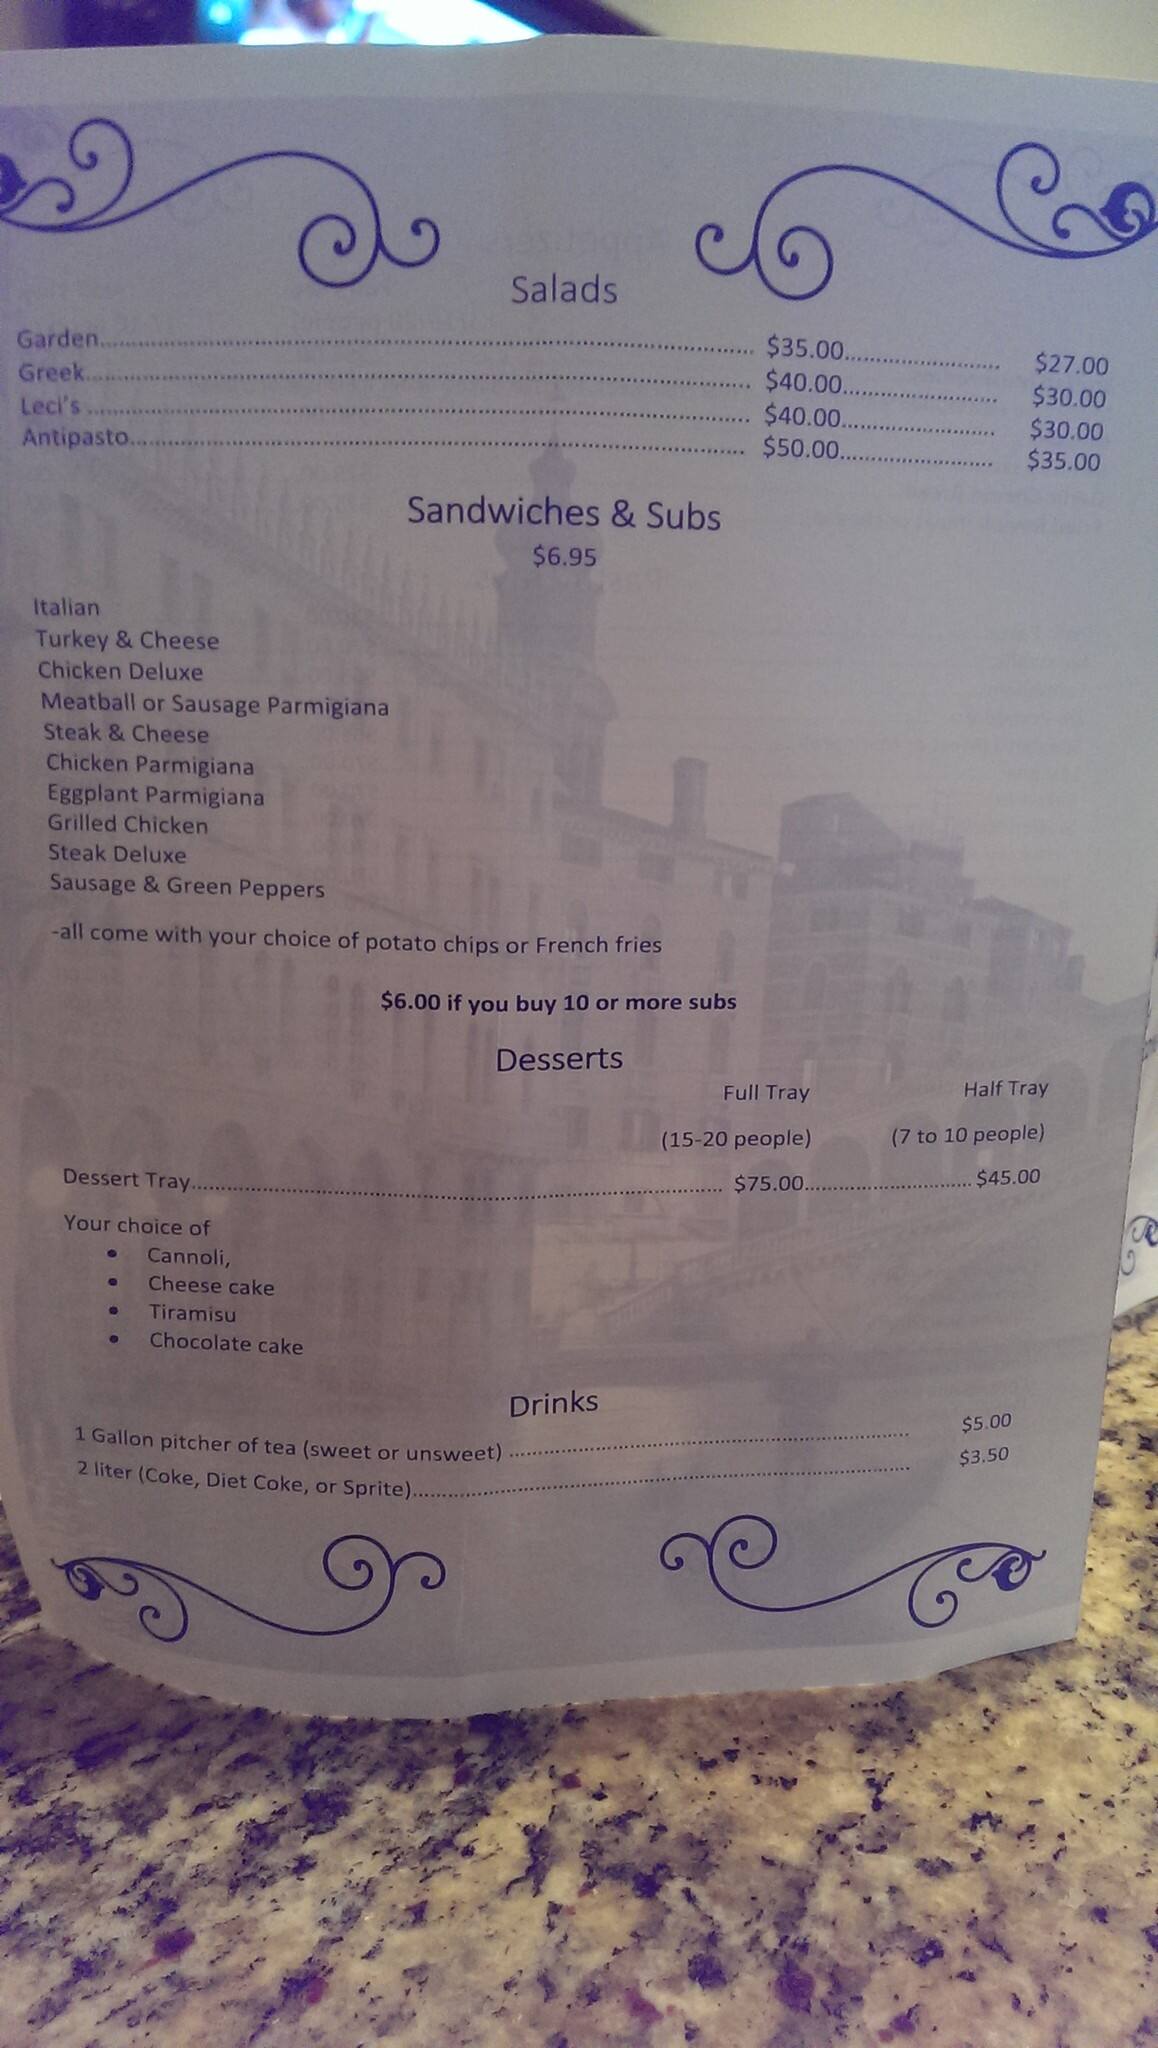 Salads
Garden........................ $35.00........................ $27.00
Greek........................ $40.00........................ $30.00
Leci's ........................ $40.00........................ $30.00
Antipasto........................ $50.00........................ $35.00
Sandwiches & Subs
$6.95
Italian
Turkey & Cheese
Chicken Deluxe
Meatball or Sausage Parmigiana
Steak & Cheese
Chicken Parmigiana
Eggplant Parmigiana
Grilled Chicken
Steak Deluxe
Sausage & Green Peppers
-all come with your choice of potato chips or French fries
$6.00 if you buy 10 or more subs
Desserts
Full Tray Half Tray
(15-20 people) (7 to 10 people)
Dessert Tray........................ $75.00........................ $45.00
Your choice of
• Cannoli,
• Cheese cake
• Tiramisu
• Chocolate cake
Drinks
1 Gallon pitcher of tea (sweet or unsweet) ........................ $5.00
2 liter (Coke, Diet Coke, or Sprite)........................ $3.50